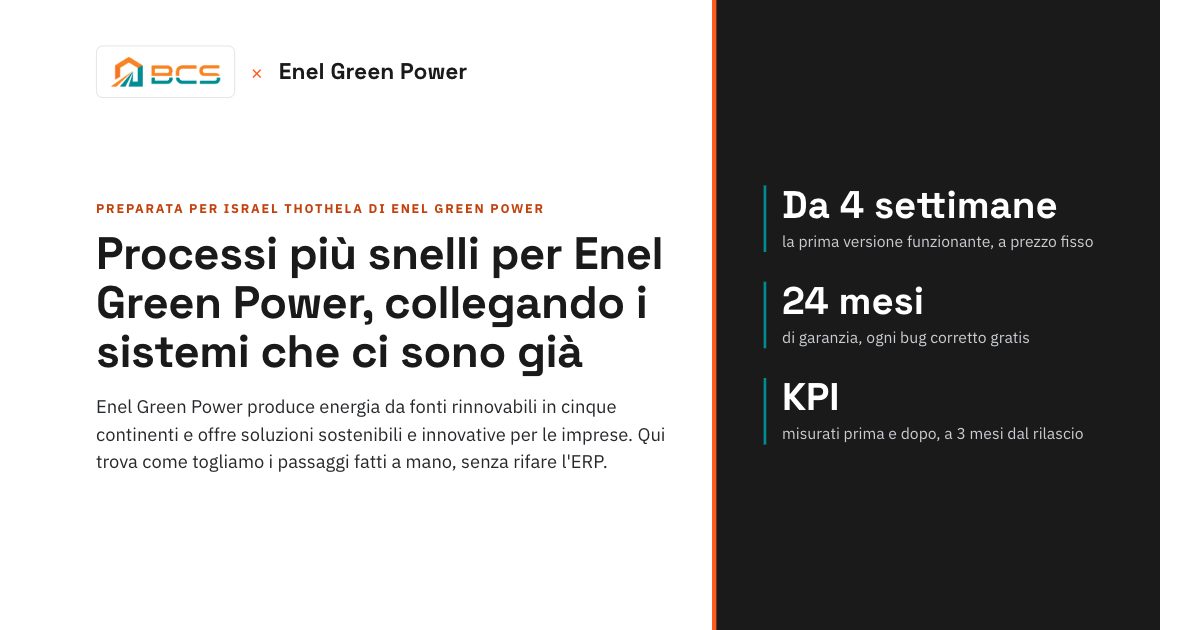 BCS × Enel Green Power
PREPARATA PER ISRAEL THOTHELA DI ENEL GREEN POWER
Processi più snelli per Enel
Green Power, collegando i
sistemi che ci sono già
Enel Green Power produce energia da fonti rinnovabili in cinque
continenti e offre soluzioni sostenibili e innovative per le imprese. Qui
trova come togliamo i passaggi fatti a mano, senza rifare l'ERP.
Da 4 settimane
la prima versione funzionante, a prezzo fisso
24 mesi
di garanzia, ogni bug corretto gratis
KPI
misurati prima e dopo, a 3 mesi dal rilascio